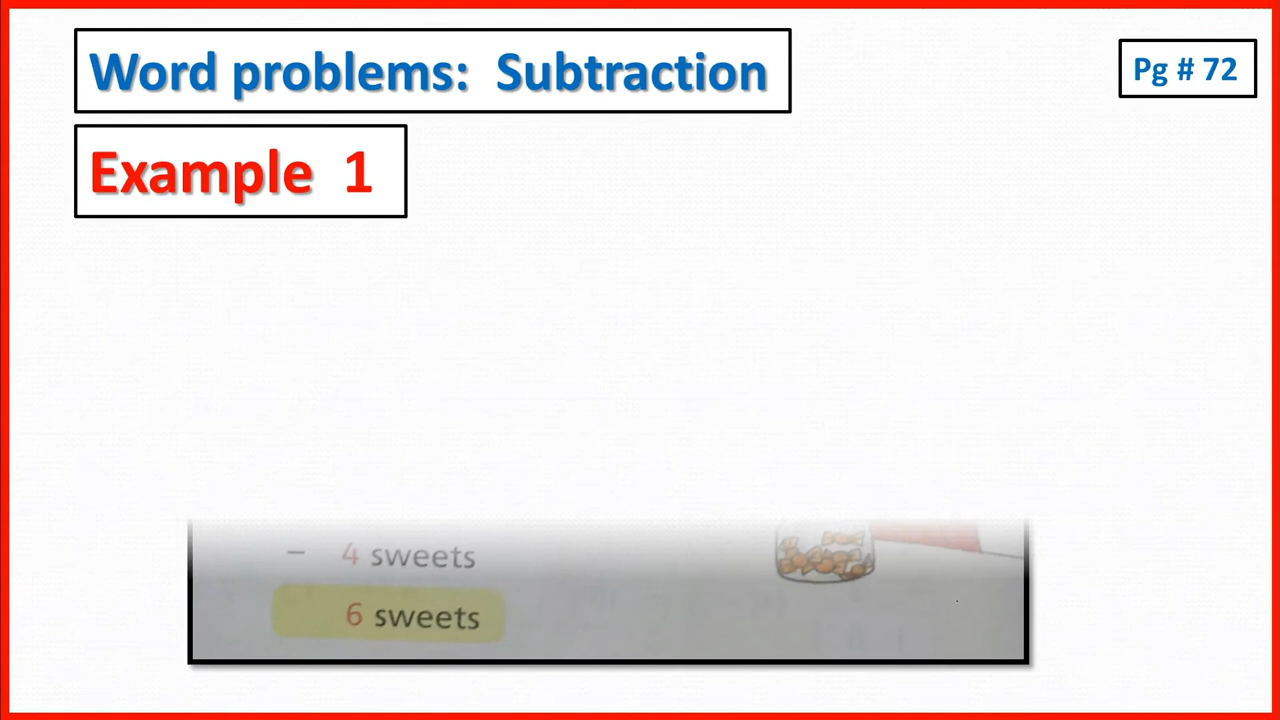 Word problems: Subtraction
Pg # 72
Example 1
– 4 sweets
6 sweets